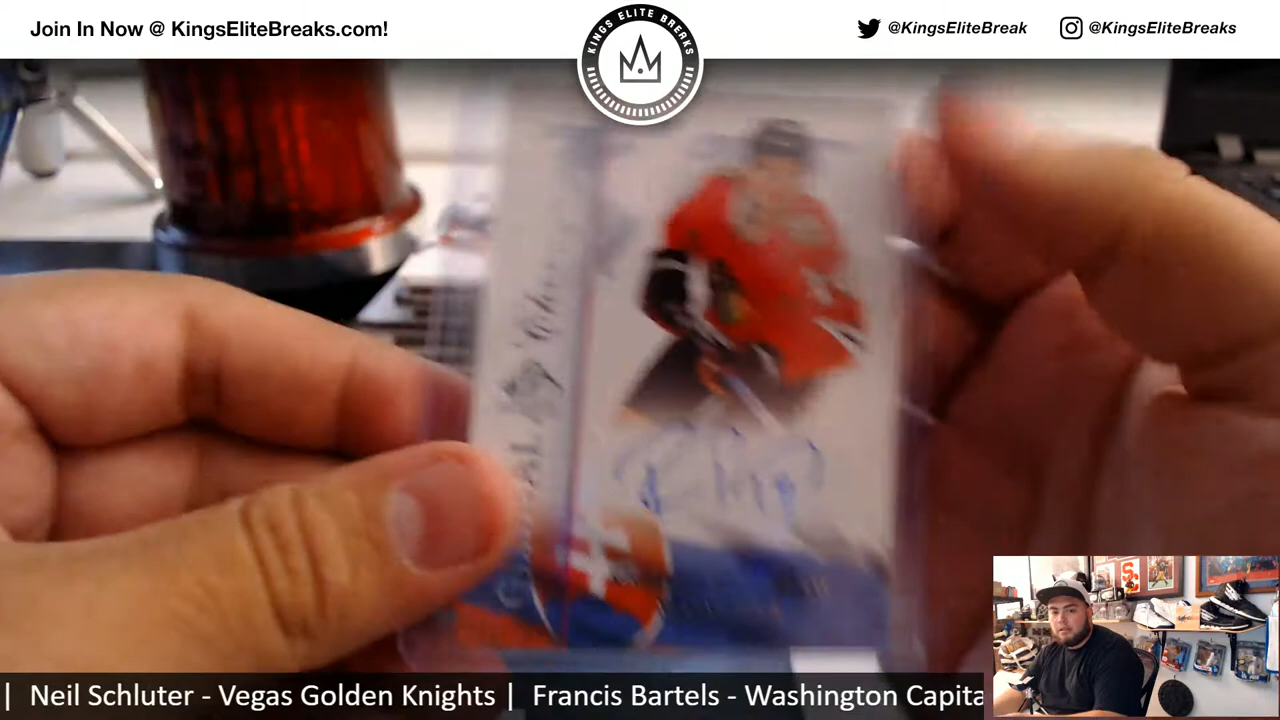 Join In Now @ KingsEliteBreaks.com!
KINGS ELITE BREAKS
@KingsEliteBreak
@KingsEliteBreaks
| Neil Schluter - Vegas Golden Knights | Francis Bartels - Washington Capita